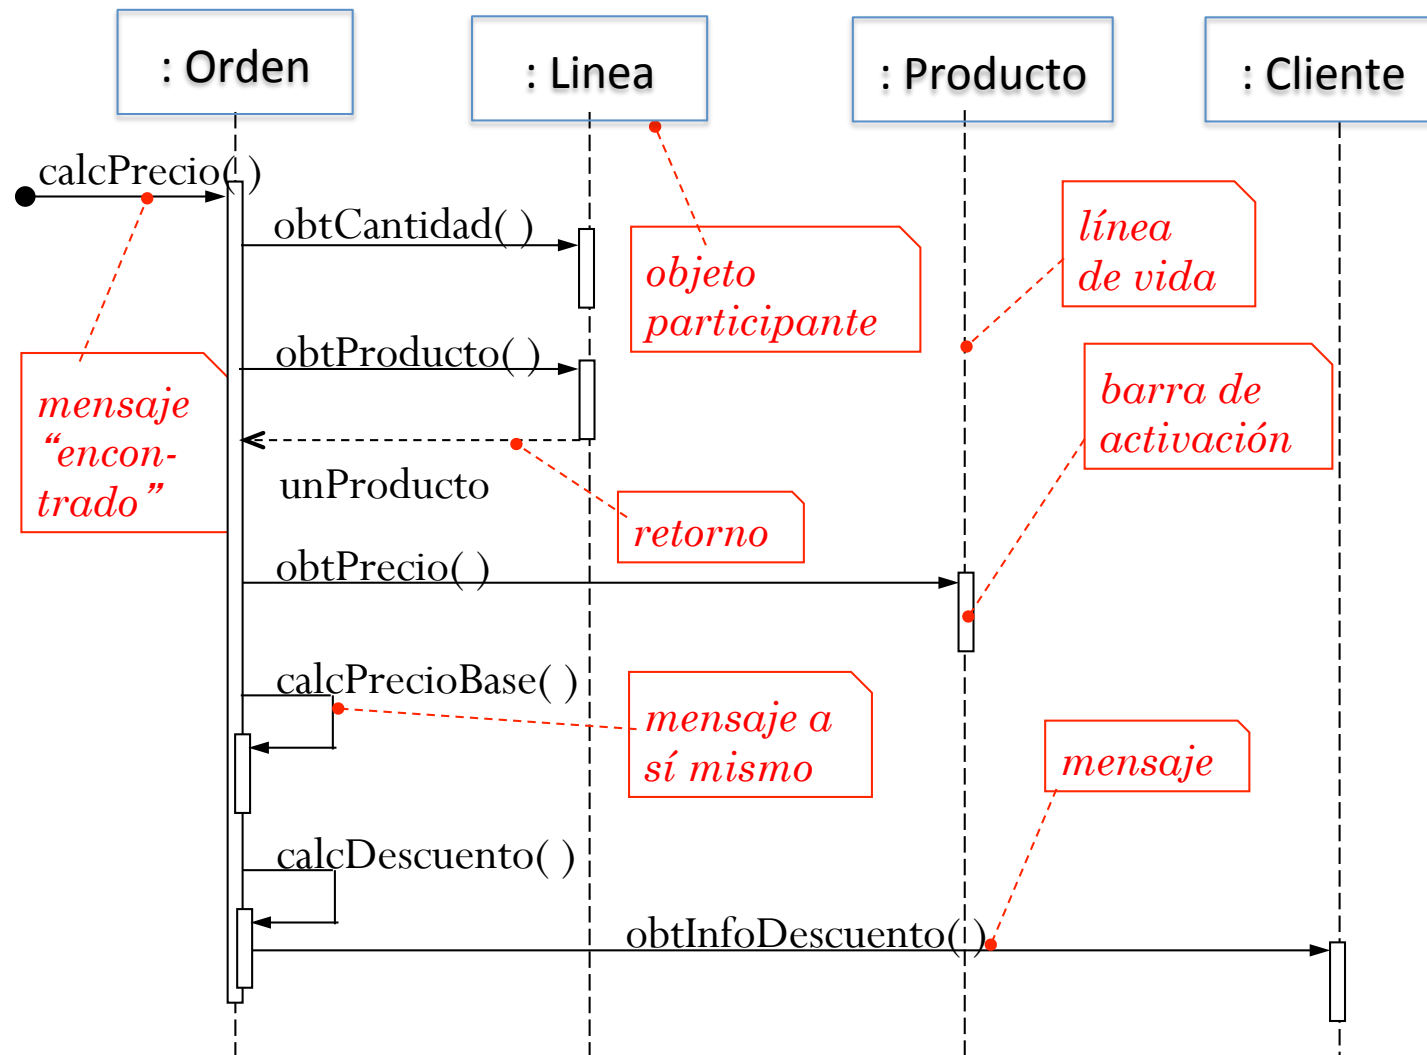 : Orden
: Linea
: Producto
: Cliente
calcPrecio( )
obtCantidad( )
objeto
participante
línea
de vida
obtProducto( )
mensaje
“encon-
trado”
barra de
activación
unProducto
retorno
obtPrecio( )
calcPrecioBase( )
mensaje a
sí mismo
mensaje
calcDescuento( )
obtInfoDescuento( )